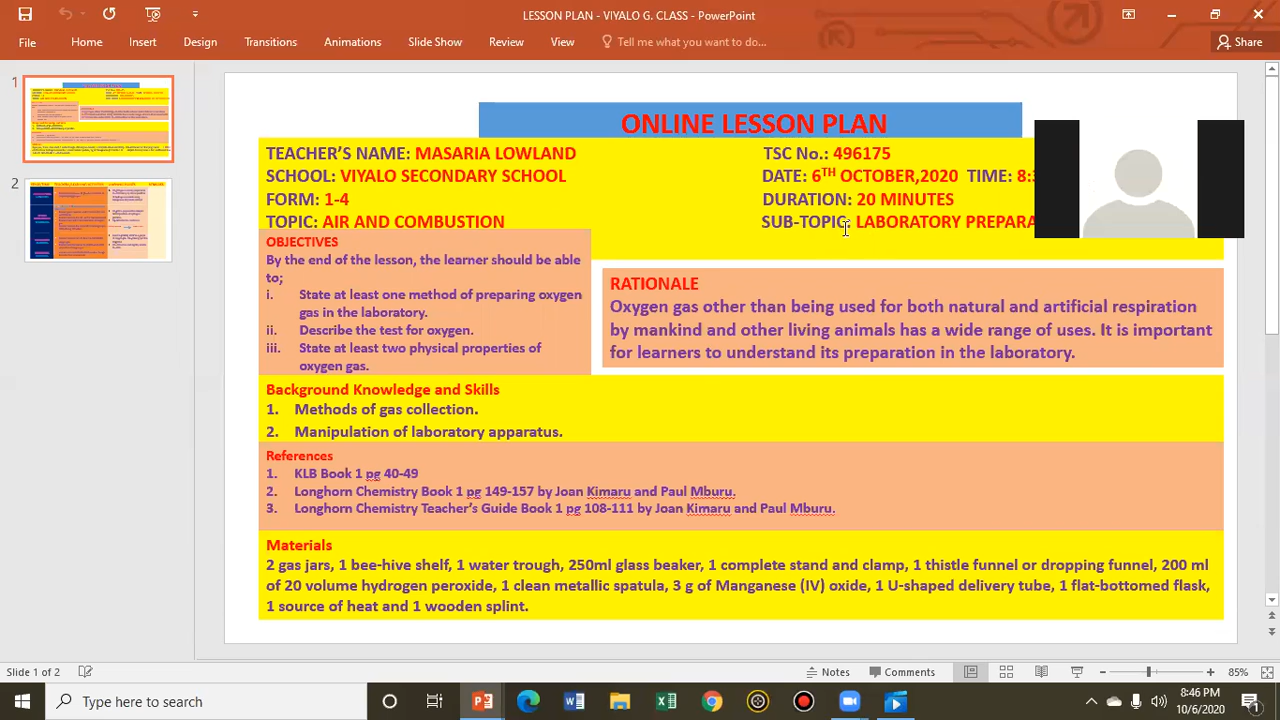 LESSON PLAN - VIYALO G. CLASS - PowerPoint
File Home Insert Design Transitions Animations Slide Show Review View Tell me what you want to do... Share
1
2
ONLINE LESSON PLAN
TEACHER'S NAME: MASARIA LOWLAND TSC No.: 496175
SCHOOL: VIYALO SECONDARY SCHOOL DATE: 6TH OCTOBER,2020 TIME: 8:3
FORM: 1-4 DURATION: 20 MINUTES
TOPIC: AIR AND COMBUSTION SUB-TOPIC: LABORATORY PREPARA
OBJECTIVES
By the end of the lesson, the learner should be able
to;
i. State at least one method of preparing oxygen
gas in the laboratory.
ii. Describe the test for oxygen.
iii. State at least two physical properties of
oxygen gas.
RATIONALE
Oxygen gas other than being used for both natural and artificial respiration
by mankind and other living animals has a wide range of uses. It is important
for learners to understand its preparation in the laboratory.
Background Knowledge and Skills
1. Methods of gas collection.
2. Manipulation of laboratory apparatus.
References
1. KLB Book 1 pg 40-49
2. Longhorn Chemistry Book 1 pg 149-157 by Joan Kimaru and Paul Mburu.
3. Longhorn Chemistry Teacher's Guide Book 1 pg 108-111 by Joan Kimaru and Paul Mburu.
Materials
2 gas jars, 1 bee-hive shelf, 1 water trough, 250ml glass beaker, 1 complete stand and clamp, 1 thistle funnel or dropping funnel, 200 ml
of 20 volume hydrogen peroxide, 1 clean metallic spatula, 3 g of Manganese (IV) oxide, 1 U-shaped delivery tube, 1 flat-bottomed flask,
1 source of heat and 1 wooden splint.
Slide 1 of 2 Notes Comments 85%
Type here to search
8:46 PM
10/6/2020